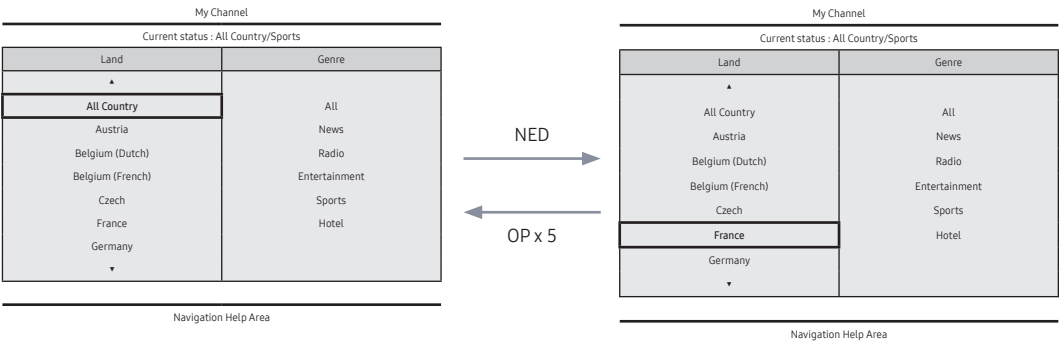 My Channel
Current status : All Country/Sports
Land Genre
▲
All Country All
Austria News
Belgium (Dutch) Radio
Belgium (French) Entertainment
Czech Sports
France Hotel
Germany
▼
Navigation Help Area
NED
OP x 5
My Channel
Current status : All Country/Sports
Land Genre
▲
All Country All
Austria News
Belgium (Dutch) Radio
Belgium (French) Entertainment
Czech Sports
France Hotel
Germany
▼
Navigation Help Area